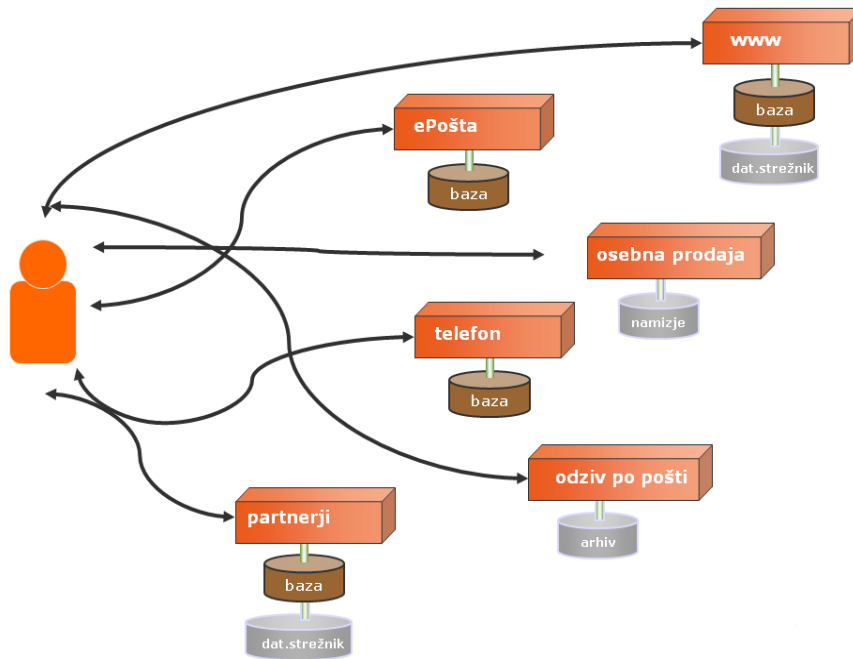 www
baza
dat.strežnik
ePošta
baza
osebna prodaja
namizje
telefon
baza
odziv po pošti
arhiv
partnerji
baza
dat.strežnik